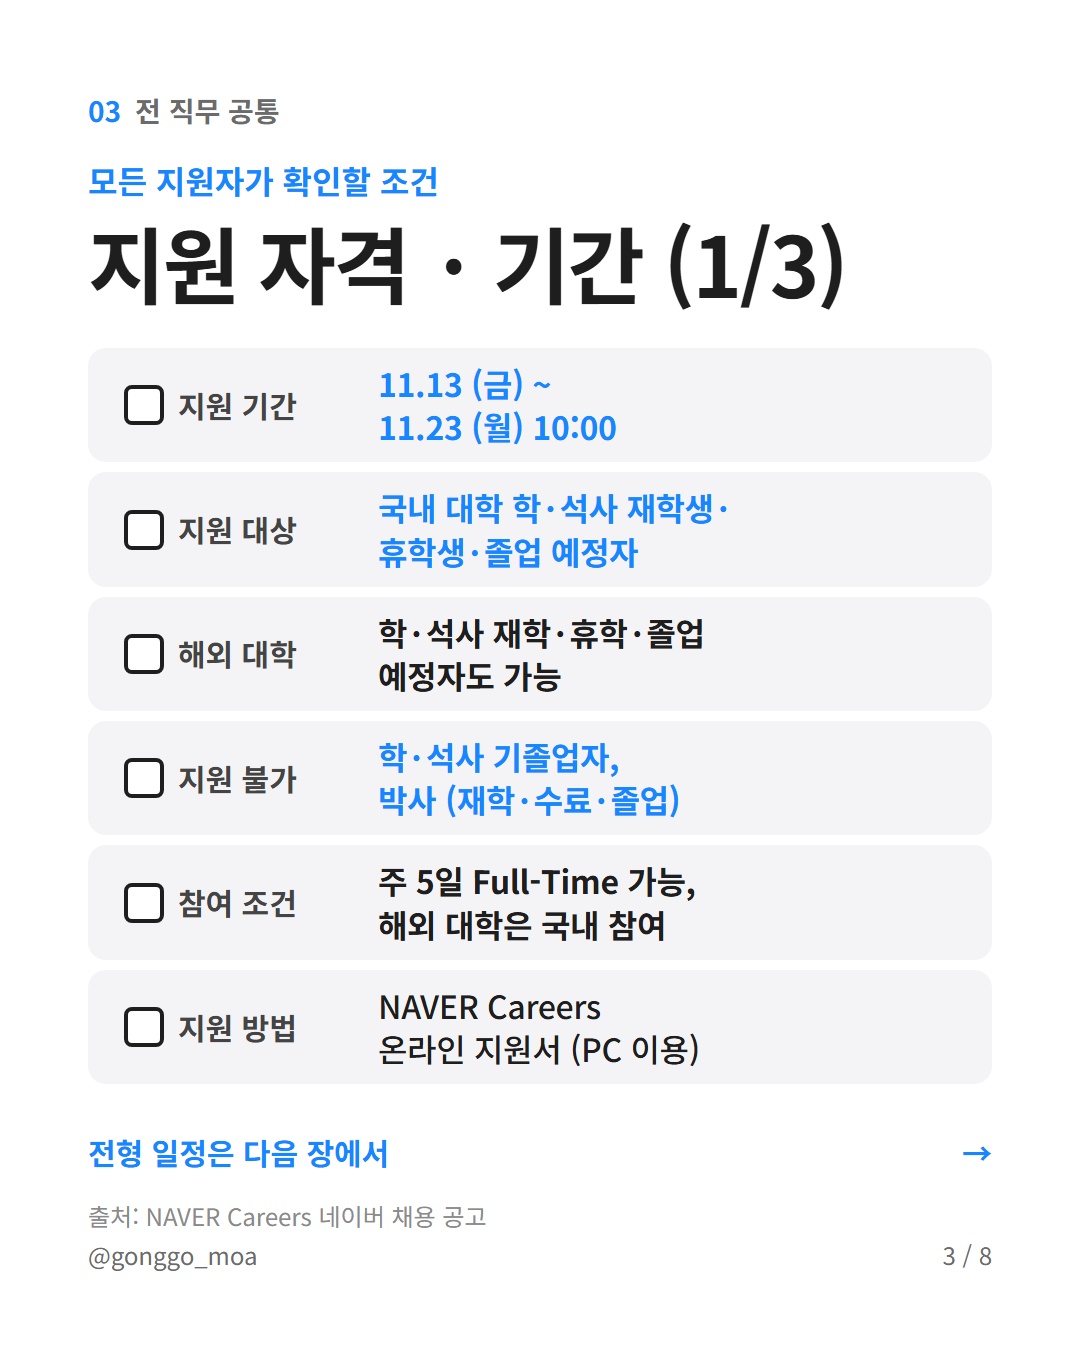 03 전 직무 공통
모든 지원자가 확인할 조건
지원 자격 · 기간 (1/3)
지원 기간
11.13 (금) ~
11.23 (월) 10:00
지원 대상
국내 대학 학·석사 재학생·
휴학생·졸업 예정자
해외 대학
학·석사 재학·휴학·졸업
예정자도 가능
지원 불가
학·석사 기졸업자,
박사 (재학·수료·졸업)
참여 조건
주 5일 Full-Time 가능,
해외 대학은 국내 참여
지원 방법
NAVER Careers
온라인 지원서 (PC 이용)
전형 일정은 다음 장에서 →
출처: NAVER Careers 네이버 채용 공고
@gonggo_moa
3 / 8